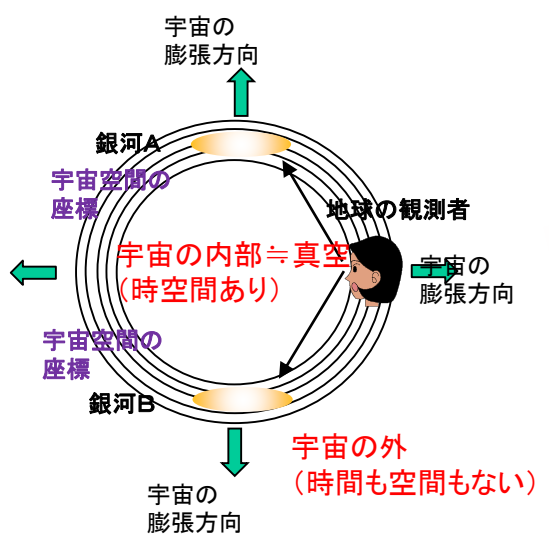 宇宙の
膨張方向
銀河A
宇宙空間の
座標
地球の観測者
宇宙の内部≒真空
（時空間あり）
宇宙の
膨張方向
宇宙空間の
座標
銀河B
宇宙の外
（時間も空間もない）
宇宙の
膨張方向